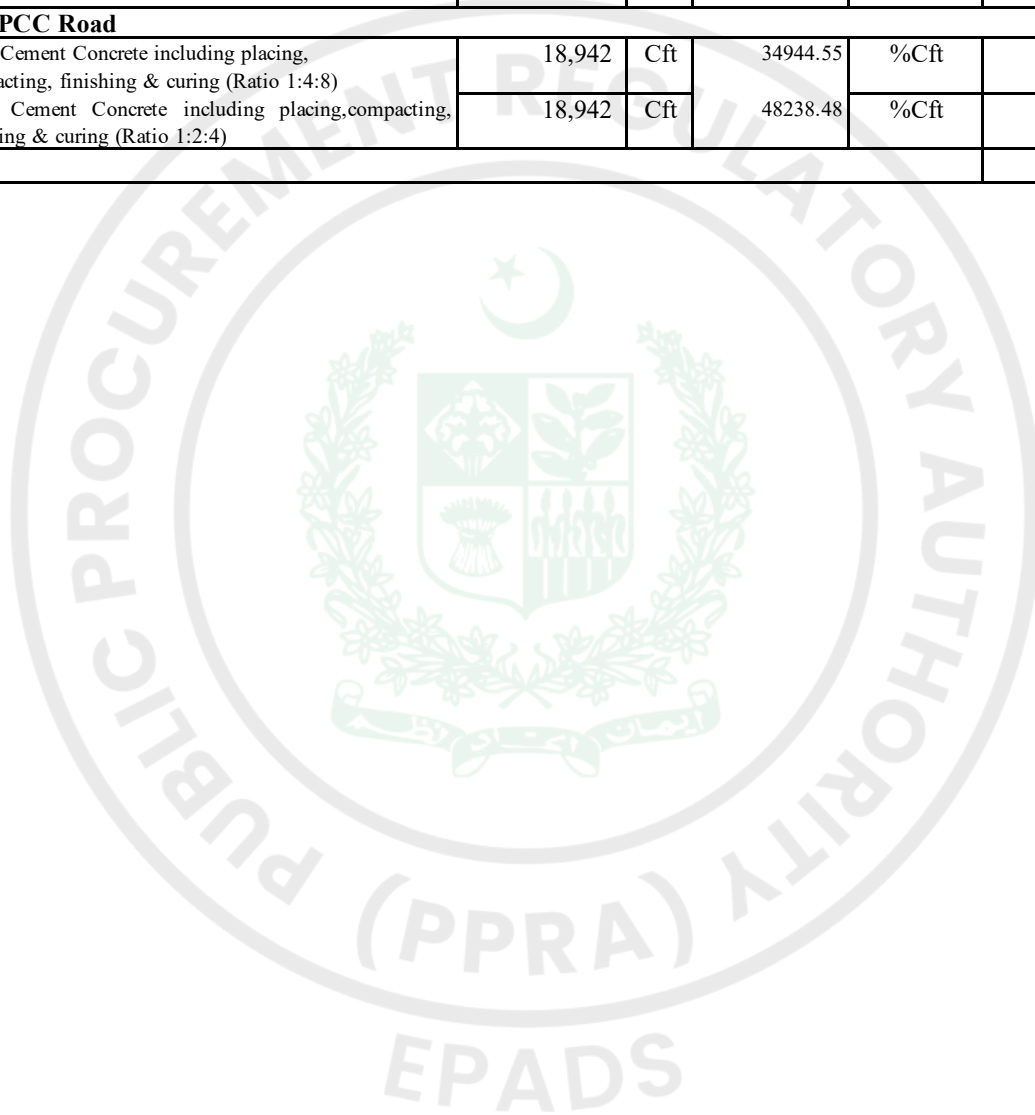 PCC Road
Cement Concrete including placing, 18,942 Cft 34944.55 %Cft
acting, finishing & curing (Ratio 1:4:8)
Cement Concrete including placing,compacting, 18,942 Cft 48238.48 %Cft
ing & curing (Ratio 1:2:4)
PUBLIC PROCUREMENT REGULATORY AUTHORITY
(PPRA)
EPADS